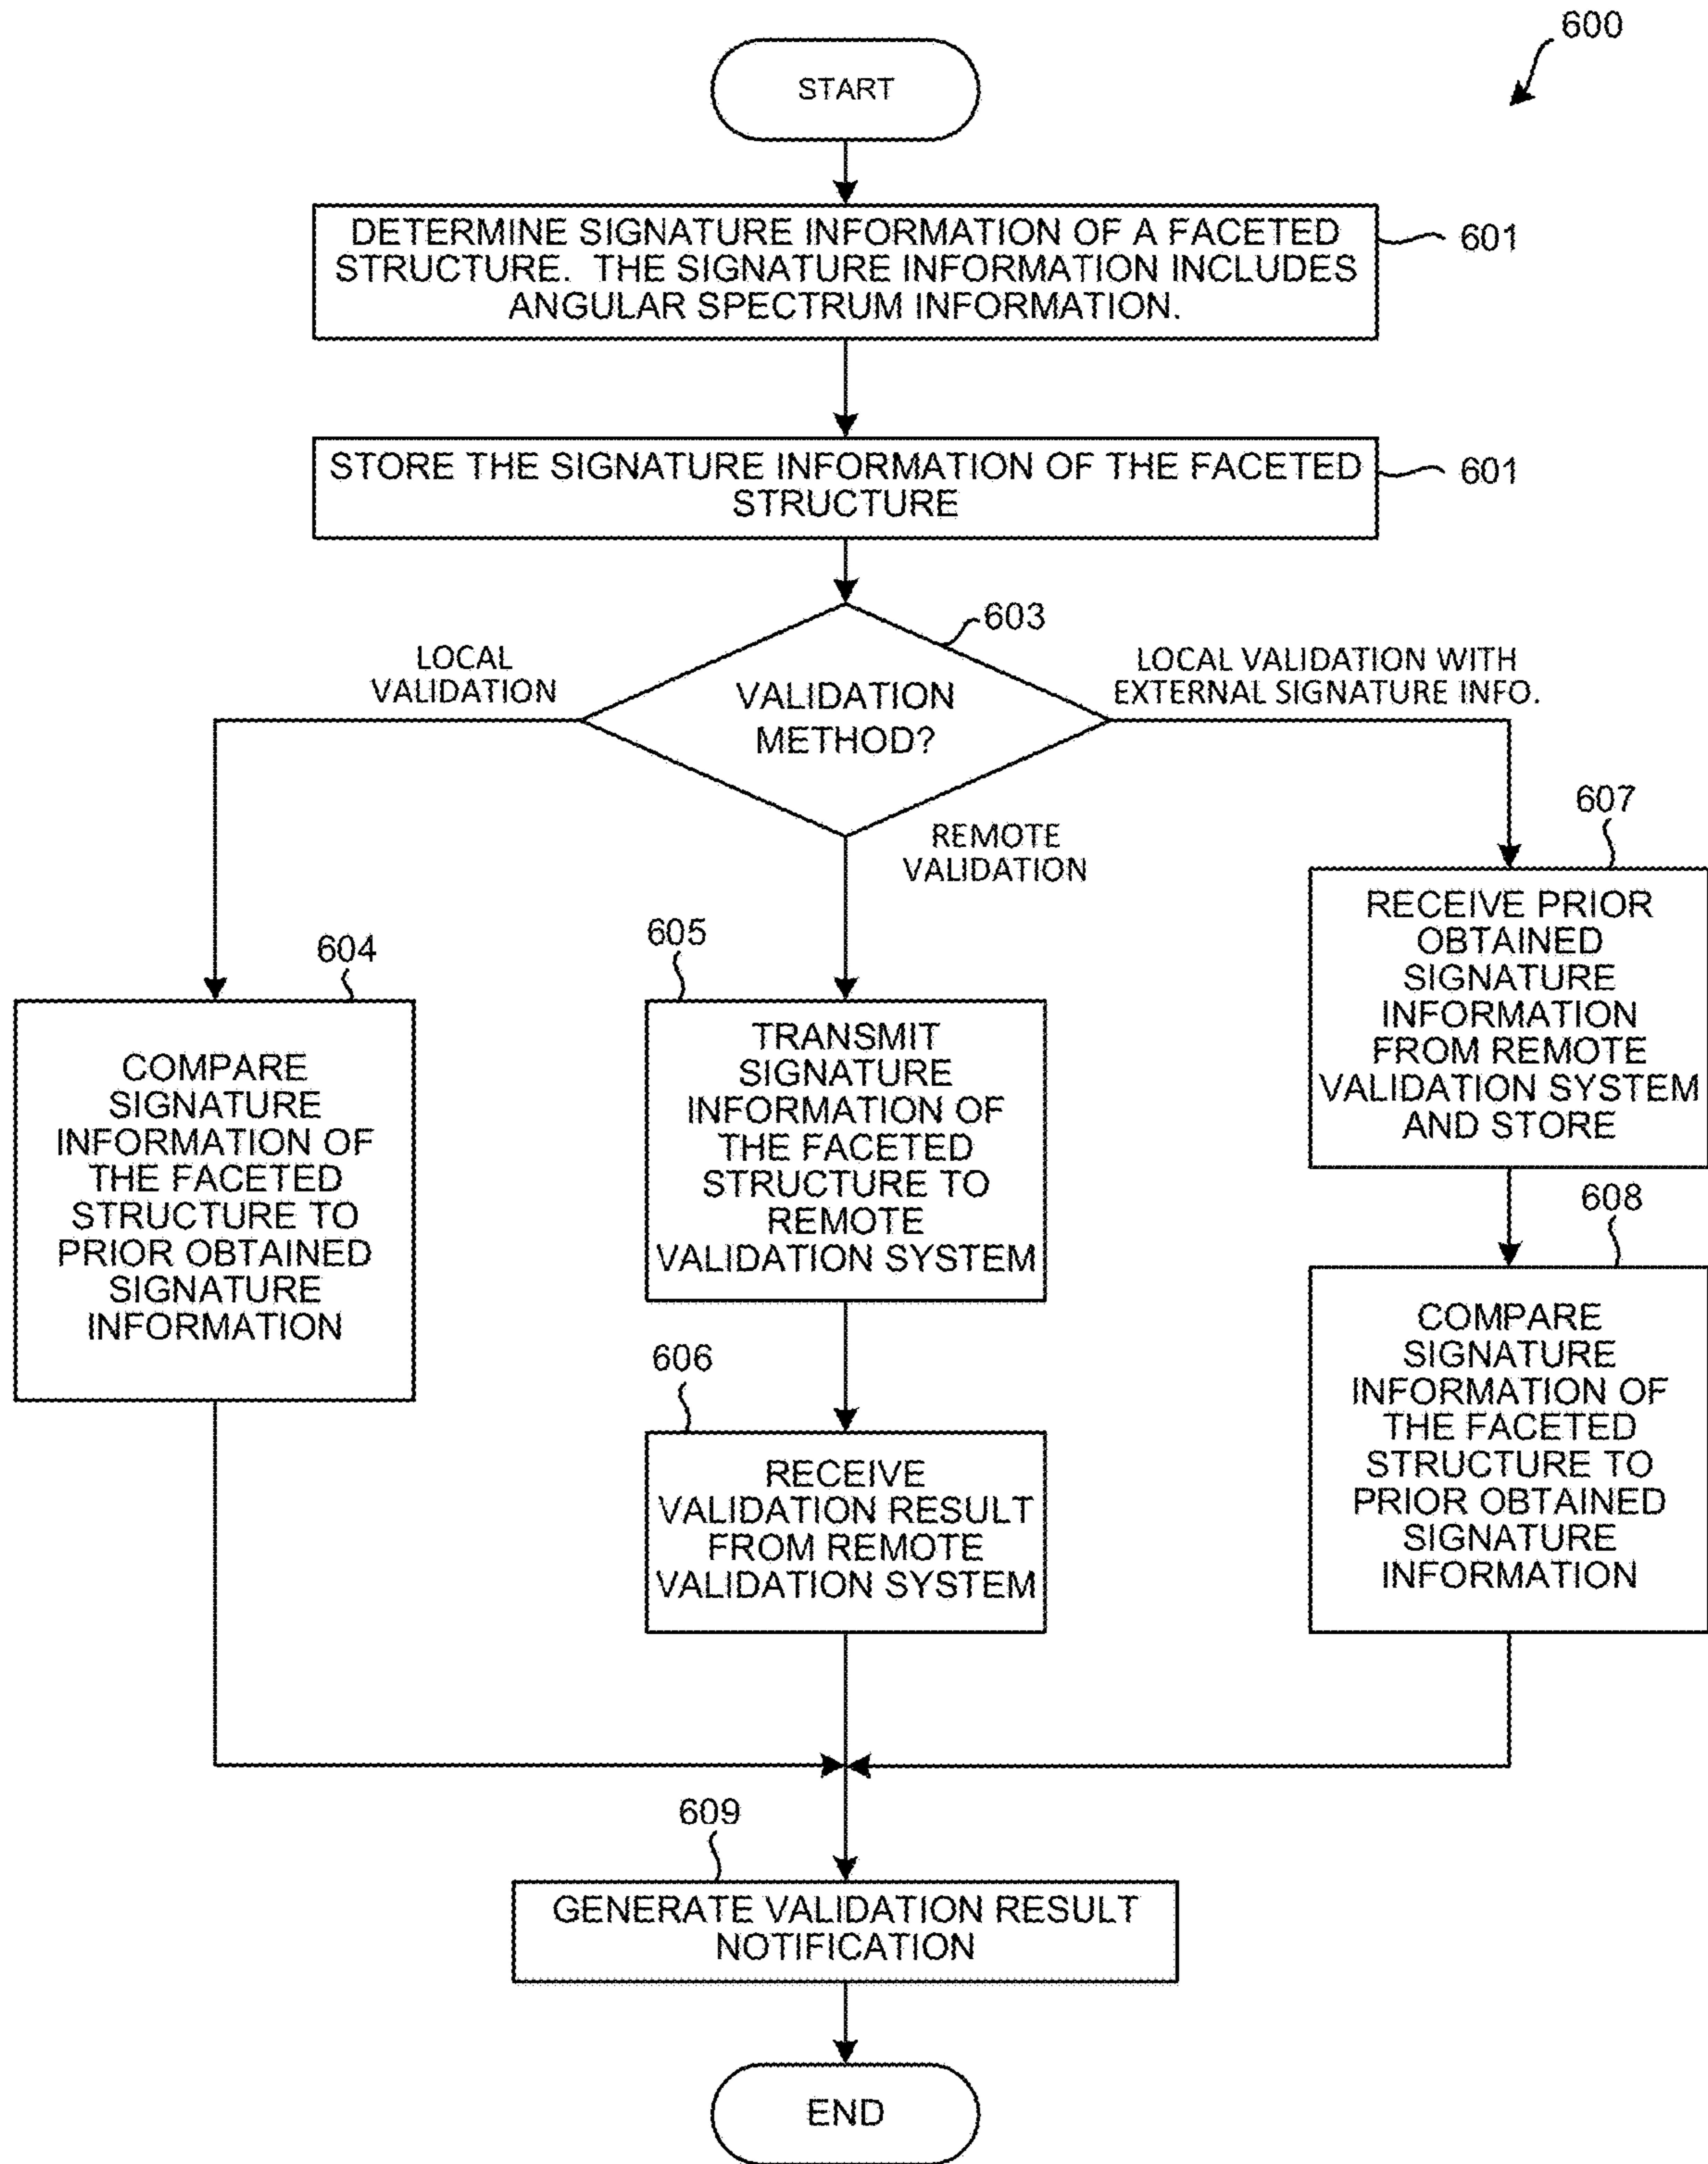 600
START
DETERMINE SIGNATURE INFORMATION OF A FACETED
STRUCTURE. THE SIGNATURE INFORMATION INCLUDES
ANGULAR SPECTRUM INFORMATION.
601
STORE THE SIGNATURE INFORMATION OF THE FACETED
STRUCTURE
601
603
VALIDATION
METHOD?
LOCAL
VALIDATION
REMOTE
VALIDATION
LOCAL VALIDATION WITH
EXTERNAL SIGNATURE INFO.
604
COMPARE
SIGNATURE
INFORMATION OF
THE FACETED
STRUCTURE TO
PRIOR OBTAINED
SIGNATURE
INFORMATION
605
TRANSMIT
SIGNATURE
INFORMATION OF
THE FACETED
STRUCTURE TO
REMOTE
VALIDATION SYSTEM
606
RECEIVE
VALIDATION RESULT
FROM REMOTE
VALIDATION SYSTEM
607
RECEIVE PRIOR
OBTAINED
SIGNATURE
INFORMATION
FROM REMOTE
VALIDATION SYSTEM
AND STORE
608
COMPARE
SIGNATURE
INFORMATION OF
THE FACETED
STRUCTURE TO
PRIOR OBTAINED
SIGNATURE
INFORMATION
609
GENERATE VALIDATION RESULT
NOTIFICATION
END